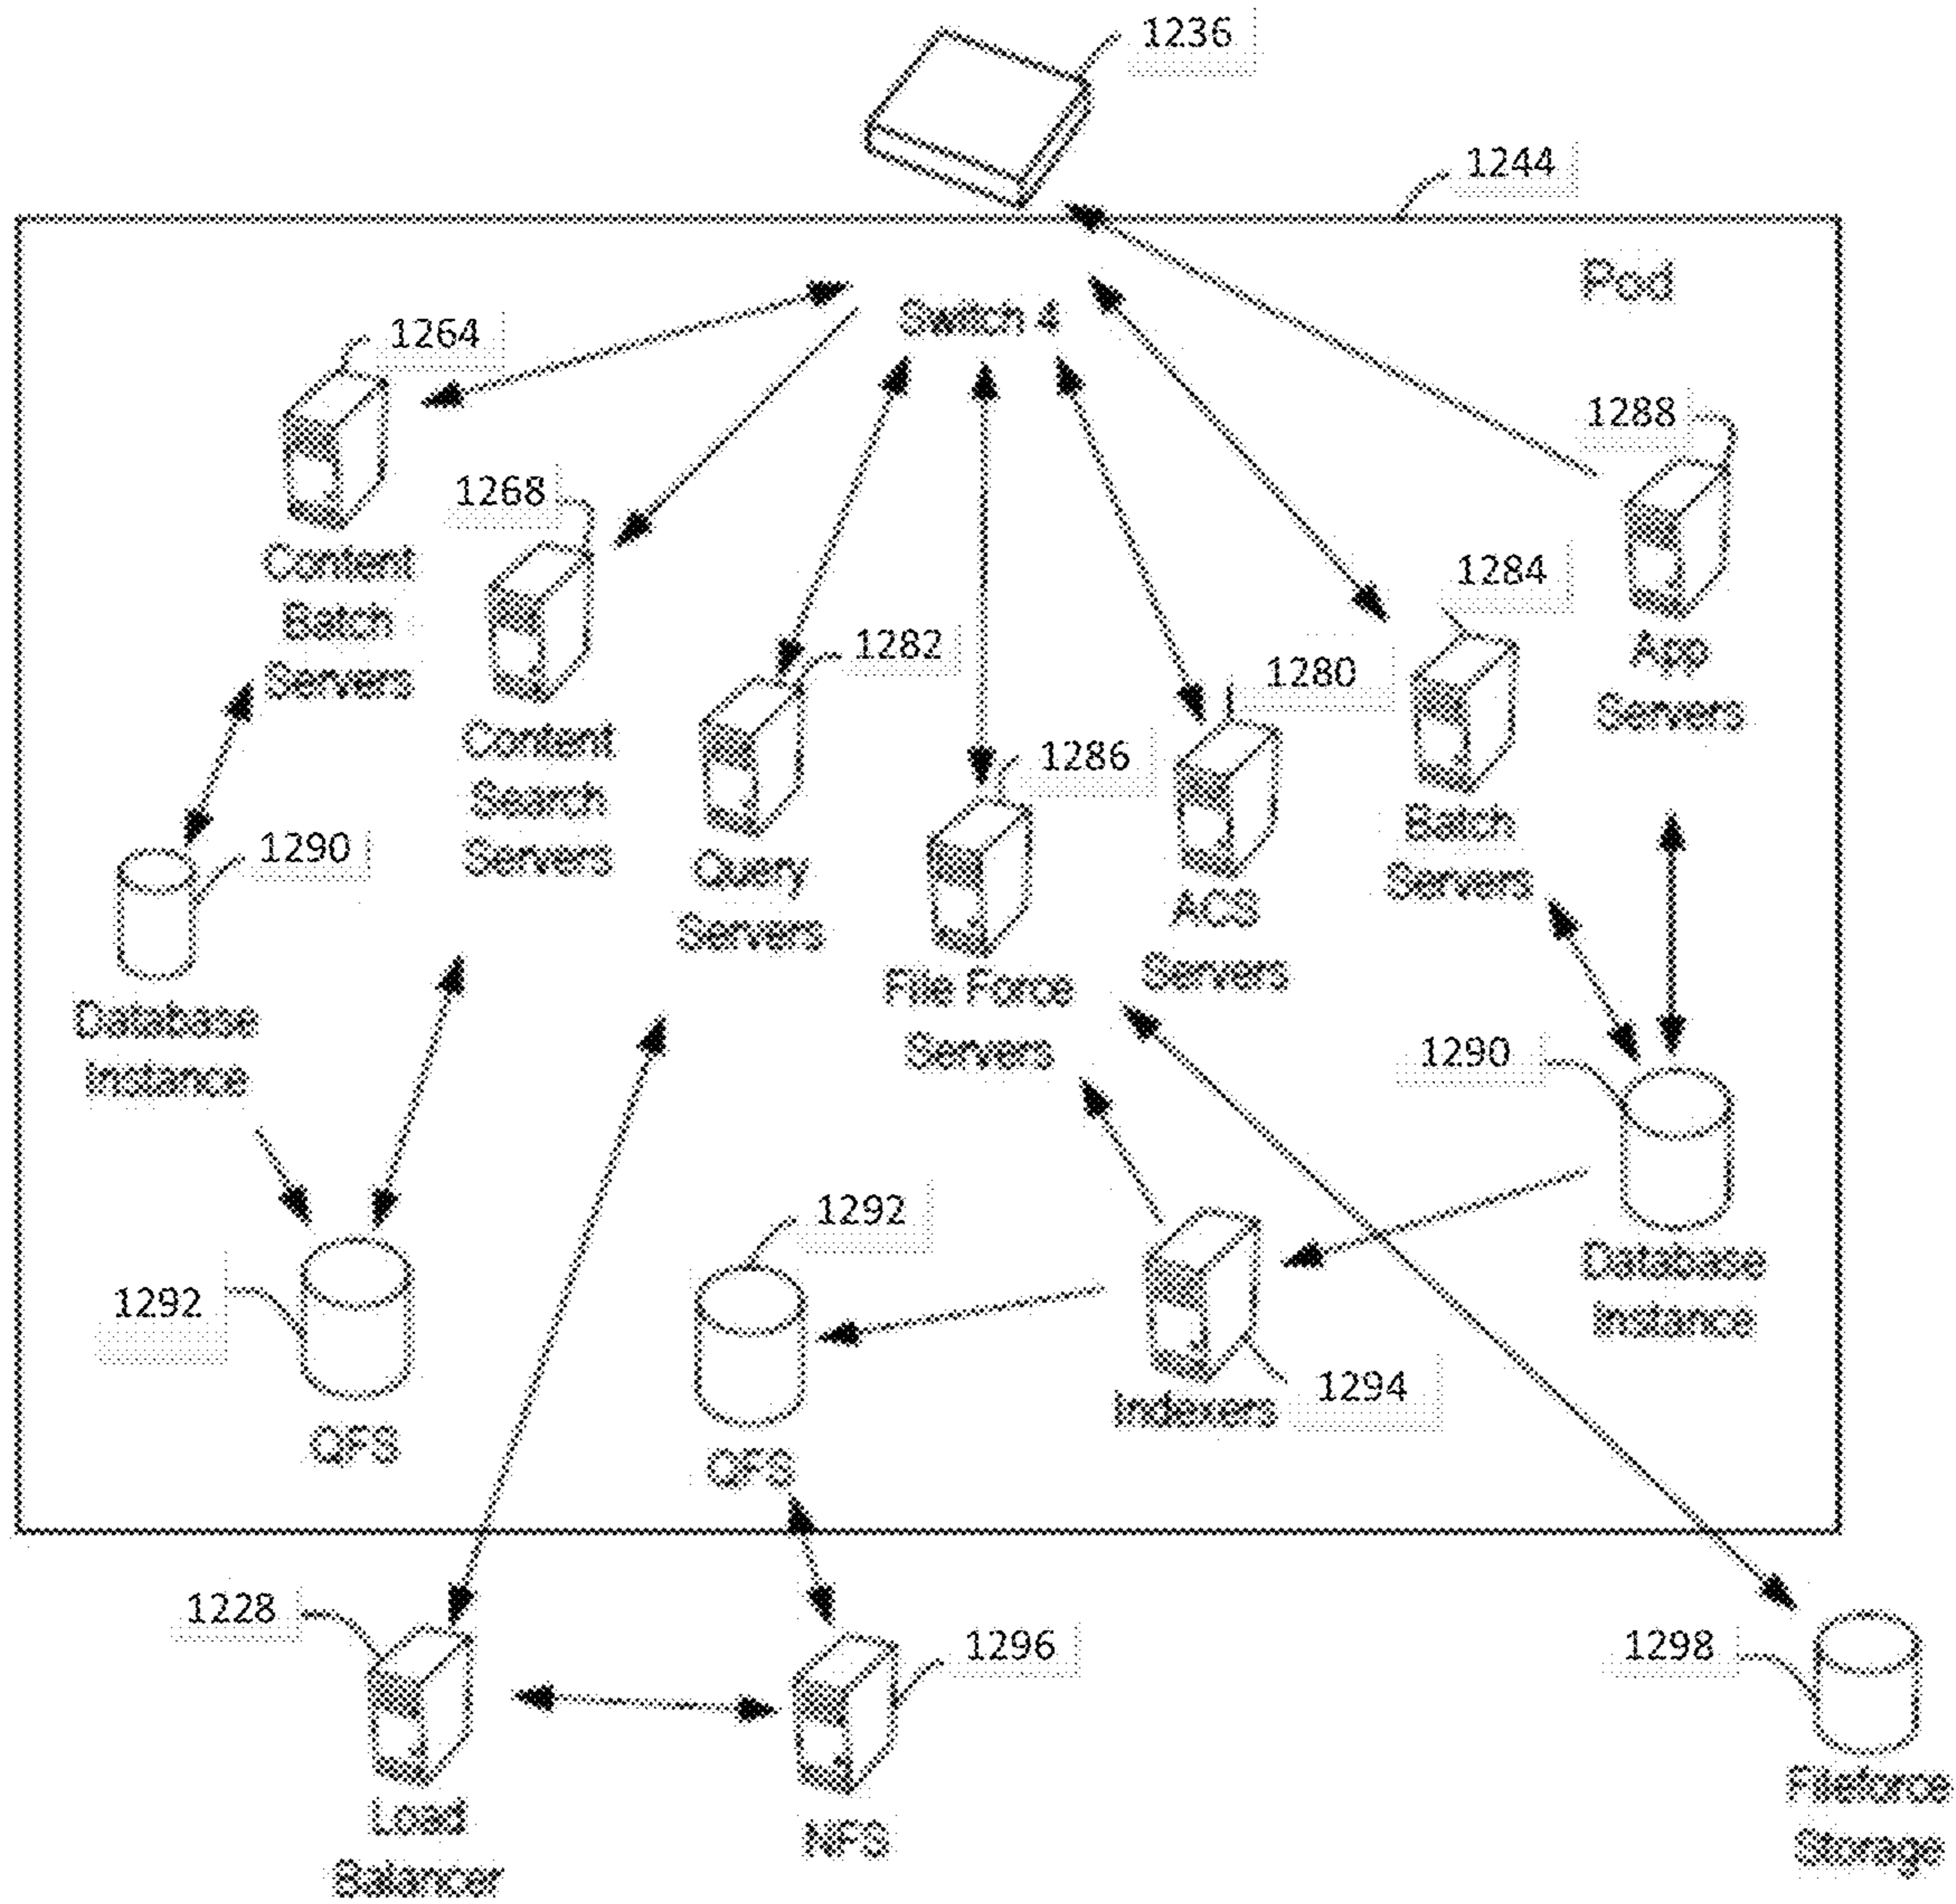 1236
1244
Pod
Switch 4
1264
Content
Batch
Servers
1268
Content
Search
Servers
1282
Query
Servers
1286
File Force
Servers
1280
ACS
Servers
1284
Batch
Servers
1288
App
Servers
1290
Database
Instance
1290
Database
Instance
1292
QFS
1292
QFS
1294
Indexers
1228
Load
Balancer
1296
NFS
1298
Fileforce
Storage